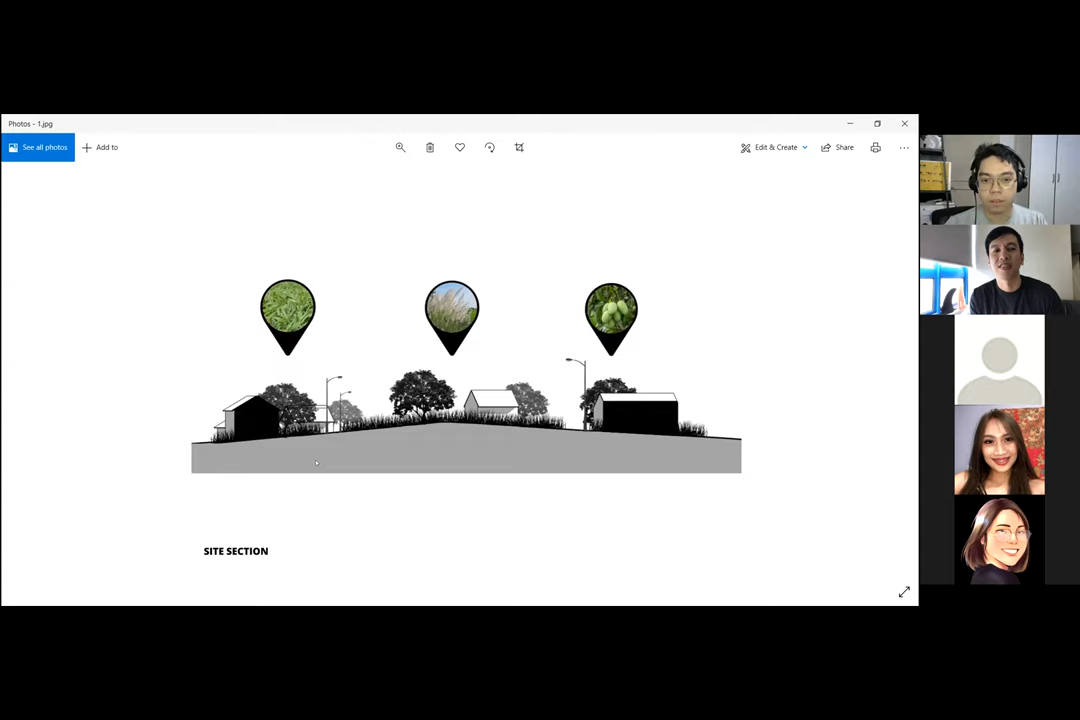 Photos - 1.jpg
See all photos
Add to
Edit & Create
Share
SITE SECTION